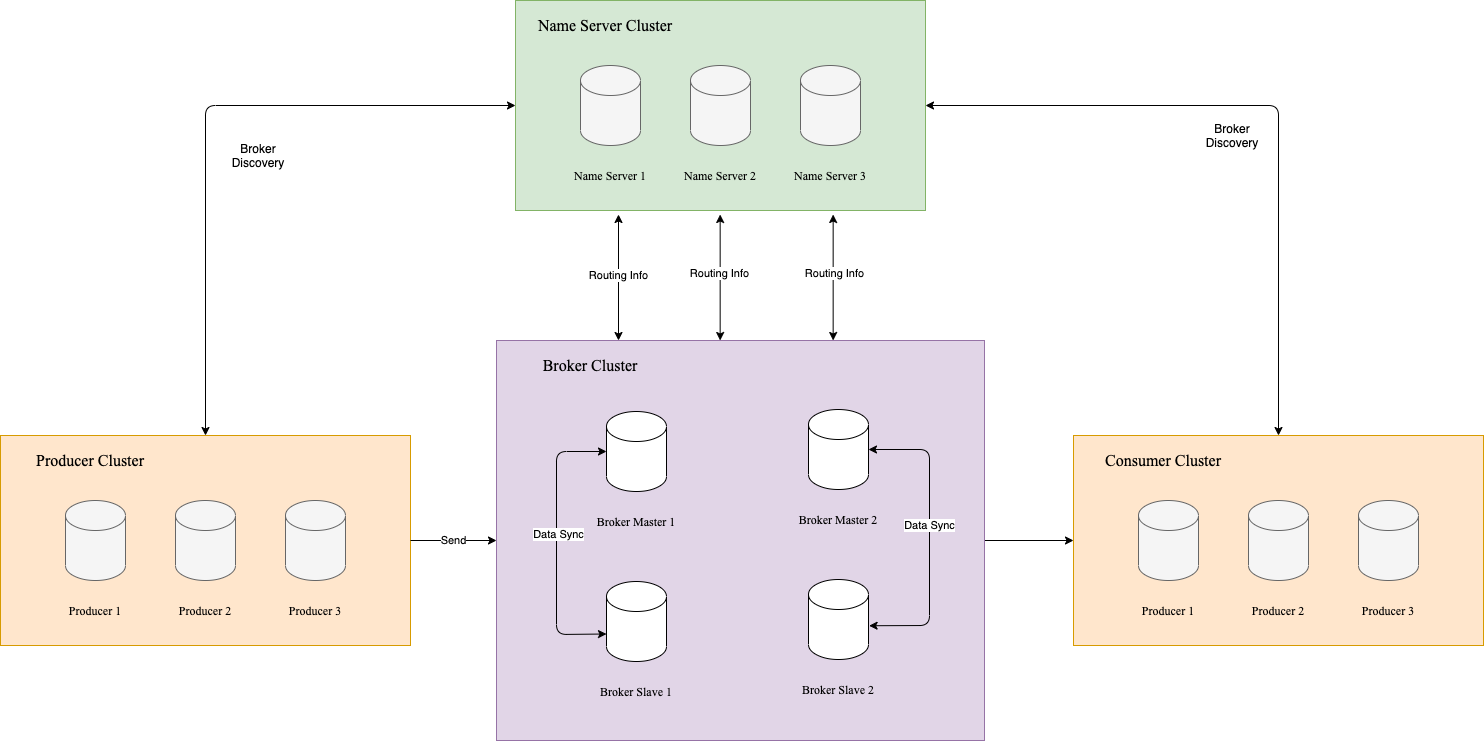 Name Server Cluster
Name Server 1
Name Server 2
Name Server 3
Broker
Discovery
Broker
Discovery
Routing Info
Routing Info
Routing Info
Producer Cluster
Producer 1
Producer 2
Producer 3
Send
Broker Cluster
Broker Master 1
Broker Master 2
Data Sync
Data Sync
Broker Slave 1
Broker Slave 2
Consumer Cluster
Producer 1
Producer 2
Producer 3